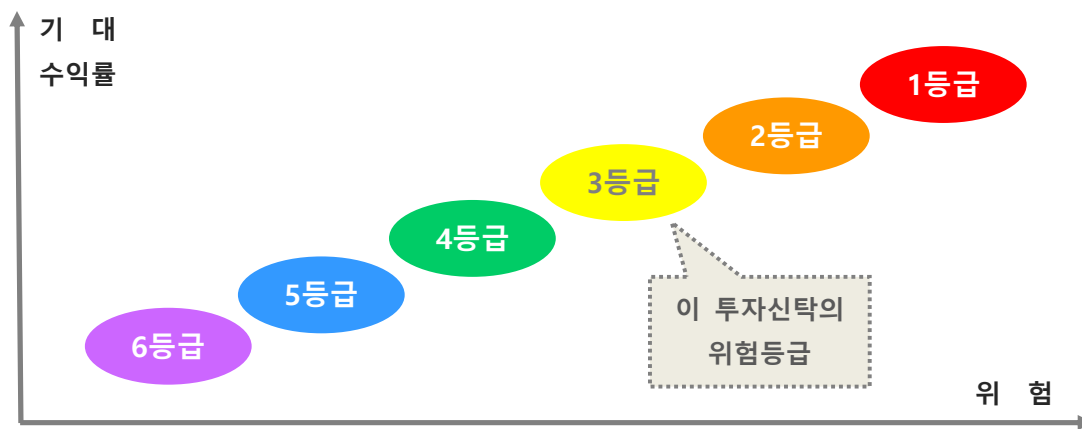 기 대
수익률
1등급
2등급
3등급
4등급
5등급
6등급
이 투자신탁의
위험등급
위 험